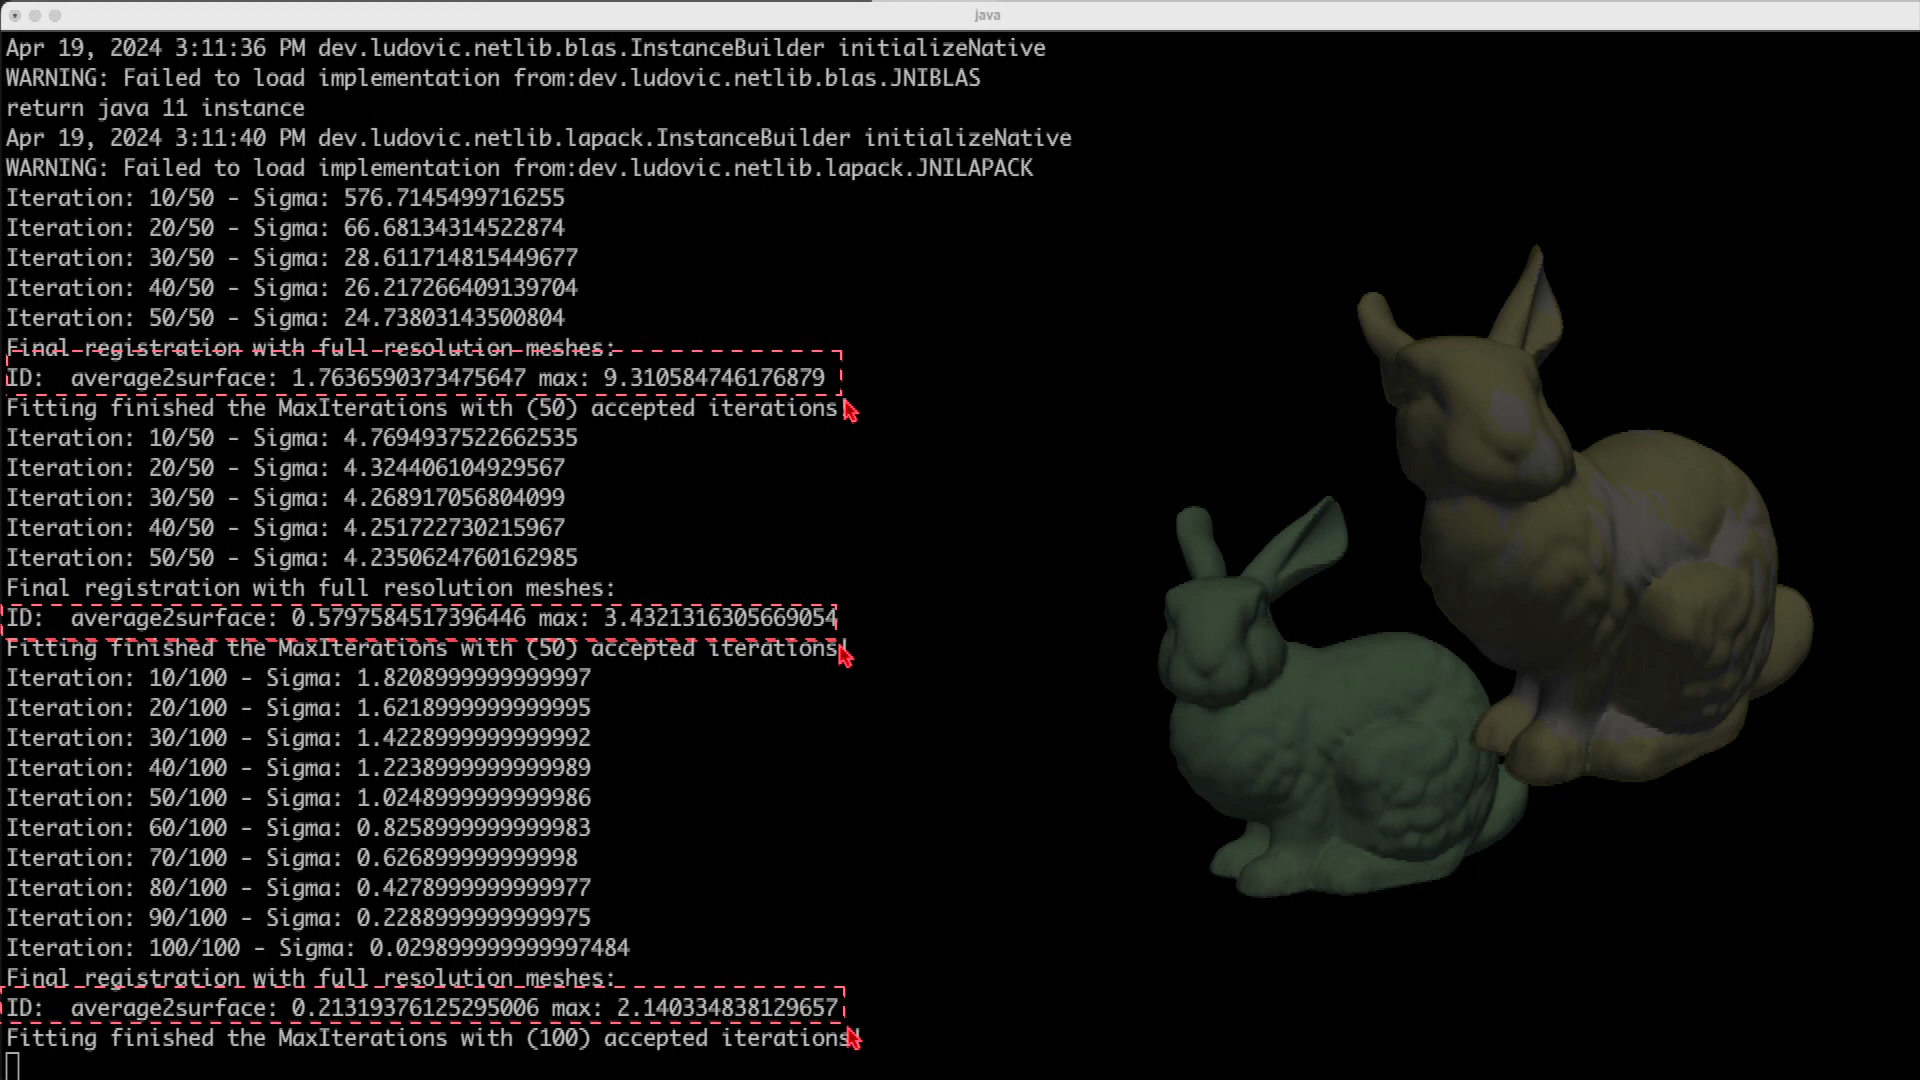 java
Apr 19, 2024 3:11:36 PM dev.ludovic.netlib.blas.InstanceBuilder initializeNative
WARNING: Failed to load implementation from:dev.ludovic.netlib.blas.JNIBLAS
return java 11 instance
Apr 19, 2024 3:11:40 PM dev.ludovic.netlib.lapack.InstanceBuilder initializeNative
WARNING: Failed to load implementation from:dev.ludovic.netlib.lapack.JNILAPACK
Iteration: 10/50 - Sigma: 576.7145499716255
Iteration: 20/50 - Sigma: 66.68134314522874
Iteration: 30/50 - Sigma: 28.611714815449677
Iteration: 40/50 - Sigma: 26.217266409139704
Iteration: 50/50 - Sigma: 24.73803143500804
Final registration with full resolution meshes:
ID:  average2surface: 1.7636590373475647 max: 9.310584746176879
Fitting finished the MaxIterations with (50) accepted iterations!
Iteration: 10/50 - Sigma: 4.7694937522662535
Iteration: 20/50 - Sigma: 4.324406104929567
Iteration: 30/50 - Sigma: 4.268917056804099
Iteration: 40/50 - Sigma: 4.251722730215967
Iteration: 50/50 - Sigma: 4.2350624760162985
Final registration with full resolution meshes:
ID:  average2surface: 0.5797584517396446 max: 3.4321316305669054
Fitting finished the MaxIterations with (50) accepted iterations!
Iteration: 10/100 - Sigma: 1.8208999999999997
Iteration: 20/100 - Sigma: 1.6218999999999995
Iteration: 30/100 - Sigma: 1.4228999999999992
Iteration: 40/100 - Sigma: 1.2238999999999989
Iteration: 50/100 - Sigma: 1.0248999999999986
Iteration: 60/100 - Sigma: 0.8258999999999983
Iteration: 70/100 - Sigma: 0.626899999999998
Iteration: 80/100 - Sigma: 0.4278999999999977
Iteration: 90/100 - Sigma: 0.2288999999999975
Iteration: 100/100 - Sigma: 0.029899999999997484
Final registration with full resolution meshes:
ID:  average2surface: 0.21319376125295006 max: 2.140334838129657
Fitting finished the MaxIterations with (100) accepted iterations!